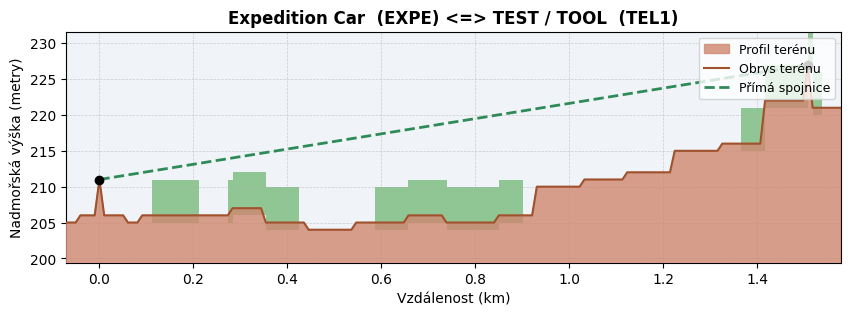 Expedition Car  (EXPE) <=> TEST / TOOL  (TEL1)
Profil terénu
Obrys terénu
Přímá spojnice
Nadmořská výška (metry)
230
225
220
215
210
205
200
0.0 0.2 0.4 0.6 0.8 1.0 1.2 1.4
Vzdálenost (km)